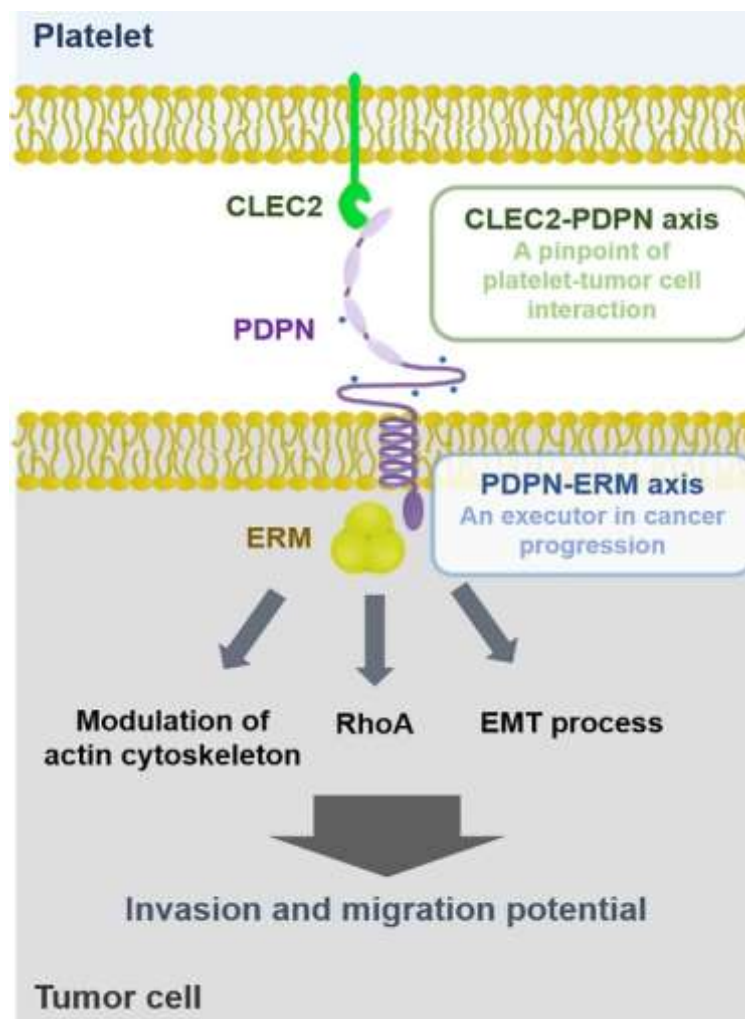 Platelet
CLEC2
CLEC2-PDPN axis
A pinpoint of
platelet-tumor cell
interaction
PDPN
PDPN-ERM axis
An executor in cancer
progression
ERM
Modulation of
actin cytoskeleton
RhoA
EMT process
Invasion and migration potential
Tumor cell